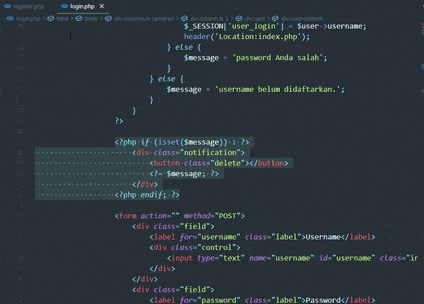 register.php login.php ×
login.php > html > body > div.columns.is-centered > div.column.is-5 > div.card > div.card-content
$_SESSION['user_login'] = $user->username;
header('Location:index.php');
} else {
$message = 'password Anda salah';
}
} else {
$message = 'username belum didaftarkan.';
}
}
?>
<?php if (isset($message)) : ?>
<div class="notification">
<button class="delete"></button>
<?= $message; ?>
</div>
<?php endif; ?>
<form action="" method="POST">
<div class="field">
<label for="username" class="label">Username</label>
<div class="control">
<input type="text" name="username" id="username" class="in
</div>
</div>
<div class="field">
<label for="password" class="label">Password</label>